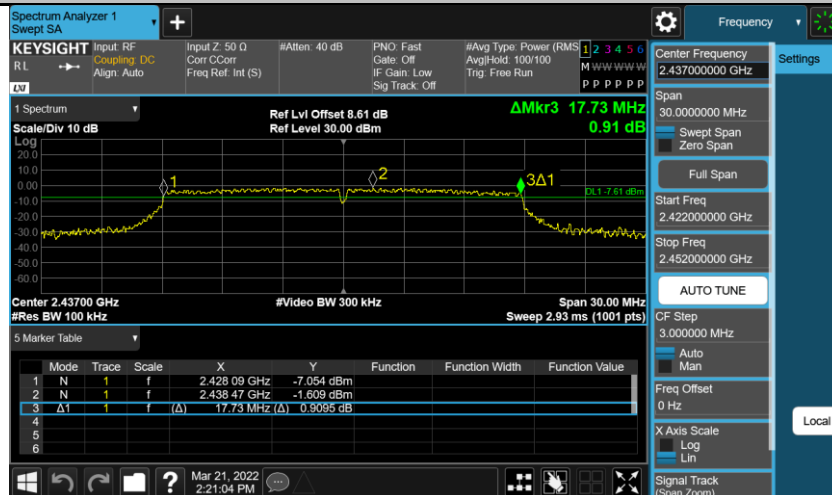 Spectrum Analyzer 1
Swept SA
Frequency
KEYSIGHT
RL
LXI
Input: RF
Coupling: DC
Align: Auto
Input Z: 50 Ω
Corr CCorr
Freq Ref: Int (S)
#Atten: 40 dB
PNO: Fast
Gate: Off
IF Gain: Low
Sig Track: Off
#Avg Type: Power (RMS
Avg|Hold: 100/100
Trig: Free Run
1 2 3 4 5 6
M W W W W W
P P P P P P
Settings
1 Spectrum
Scale/Div 10 dB
Ref Lvl Offset 8.61 dB
Ref Level 30.00 dBm
ΔMkr3 17.73 MHz
0.91 dB
Log
20.0
10.0
0.00
-10.0
-20.0
-30.0
-40.0
-50.0
-60.0
1
2
3Δ1
DL1 -7.61 dBm
Center 2.43700 GHz
#Res BW 100 kHz
#Video BW 300 kHz
Span 30.00 MHz
Sweep 2.93 ms (1001 pts)
5 Marker Table
Mode Trace Scale X Y Function Function Width Function Value
1 N 1 f 2.428 09 GHz -7.054 dBm
2 N 1 f 2.438 47 GHz -1.609 dBm
3 Δ1 1 f (Δ) 17.73 MHz (Δ) 0.9095 dB
4
5
6
Mar 21, 2022
2:21:04 PM
Center Frequency
2.437000000 GHz
Span
30.0000000 MHz
Swept Span
Zero Span
Full Span
Start Freq
2.422000000 GHz
Stop Freq
2.452000000 GHz
AUTO TUNE
CF Step
3.000000 MHz
Auto
Man
Freq Offset
0 Hz
X Axis Scale
Log
Lin
Signal Track
(Span Zoom)
Local